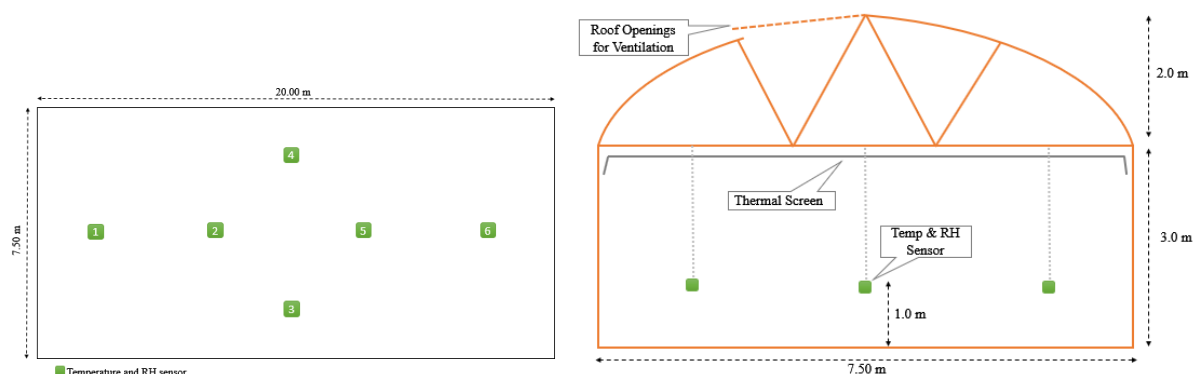 20.00 m
7.50 m
4
1
2
5
6
3
Temperature and RH sensor
Roof Openings
for Ventilation
2.0 m
Thermal Screen
Temp & RH
Sensor
3.0 m
1.0 m
7.50 m